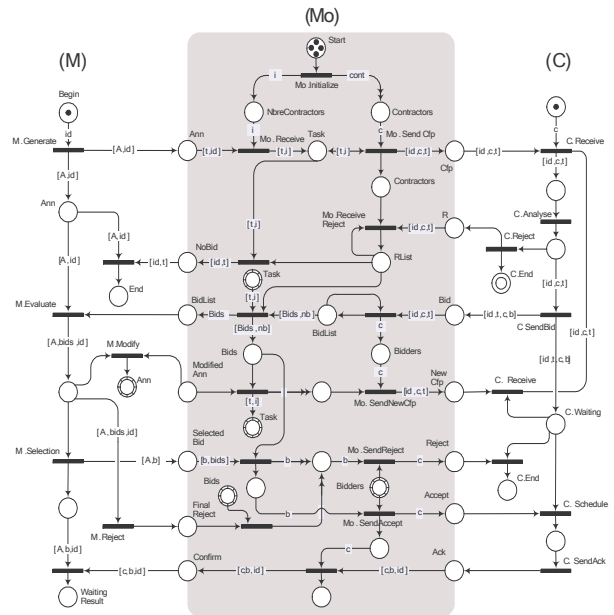 (Mo)
(M)
(C)
Start
Begin
i
cont
Mo .Initialize
NbreContractors
Contractors
id
i
c
c
M . Generate
Ann
Mo . Receive
Task
Mo . Send Cfp
C. Receive
[A,id]
[t,id]
[t,i]
[t,i]
[id,c,t]
Cfp
[id,c,t]
[A,id]
Contractors
Ann
[t,i]
Mo .Receive
Reject
[id,c,t]
R
C. Analyse
C.Reject
[A,id]
NoBid
RList
[A, id]
[id,t]
[id,t]
End
Task
C.End
[id,c,t]
[t,i]
M.Evaluate
BidList
Bids
[Bids ,nb]
[Bids ,nb]
BidList
c
[id,c,t]
Bid
[id ,t, c, b]
C SendBid
[id,c,t]
[A,bids ,id]
M.Modify
Bids
Bidders
c
[id,t, c, b]
Ann
Modified
Ann
[t , i]
Task
Mo. SendNewCfp
[id, c, t]
New
Cfp
C. Receive
C. Waiting
[A, bids,id]
M .Selection
Selected
Bid
Mo .SendReject
Reject
[A,b]
[b,bids]
b
b
c
C.End
Bids
Bidders
Accept
Final
Reject
b
c
C. Schedule
M . Reject
Mo . SendAccept
[A,b,id]
c
Confirm
Ack
C. SendAck
[c,b,id]
[c,b,id]
[c,b,id]
[c,b,id]
Waiting
Result